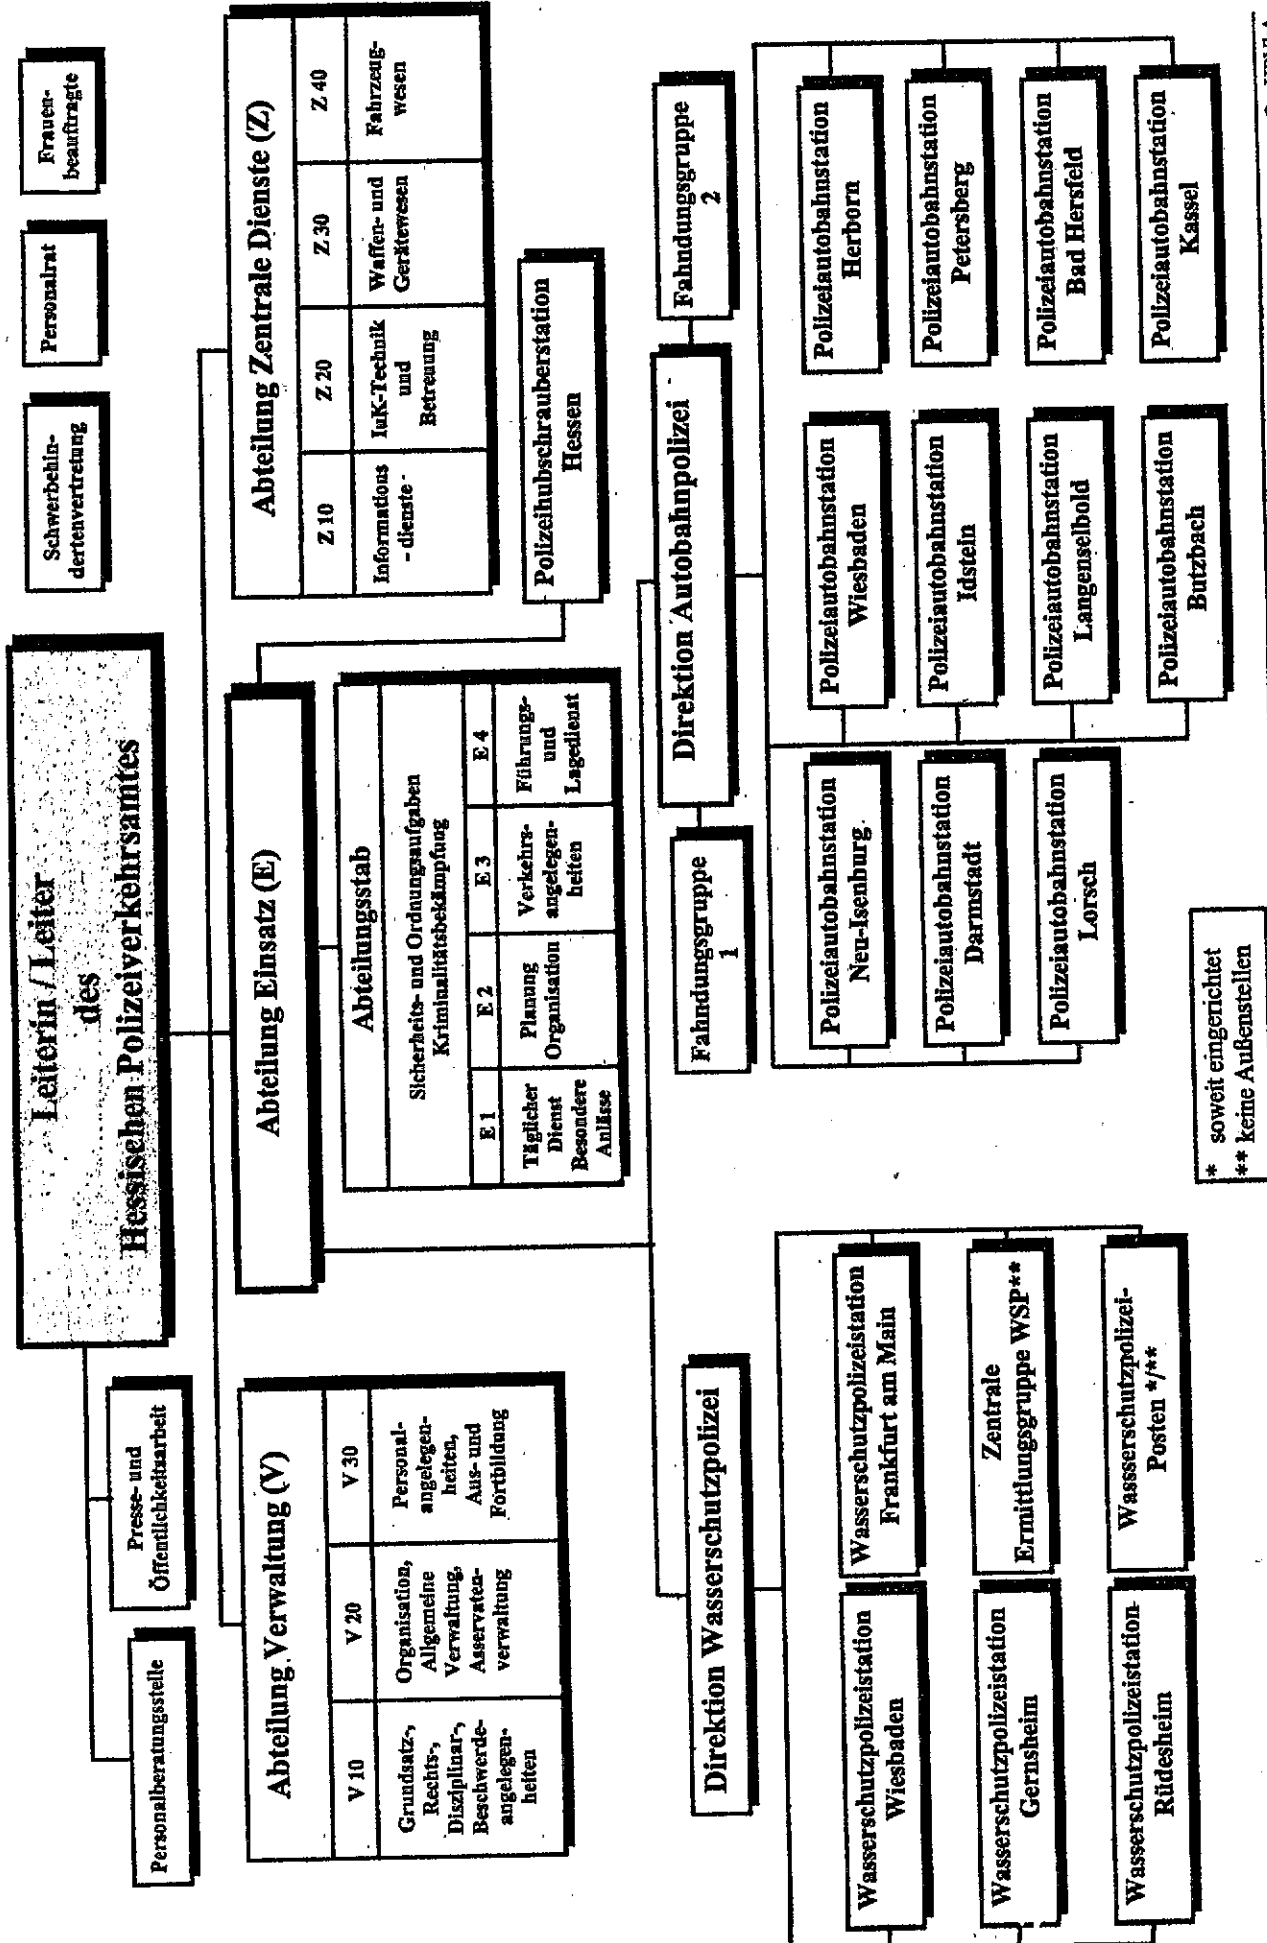 Leiterin / Leiter
des
Hessischen Polizeiverkehrsamtes
Schwerbehin-
dertenvertretung
Personalrat
Frauen-
beauftragte
Personalberatungsstelle
Presse- und
Öffentlichkeitsarbeit
Abteilung Verwaltung (V)
V 10
V 20
V 30
Grundsatz-,
Rechts-,
Disziplinar-,
Beschwerde-
angelegen-
heiten
Organisation,
Allgemeine
Verwaltung,
Asservaten-
verwaltung
Personal-
angelegen-
heiten,
Aus- und
Fortbildung
Abteilung Einsatz (E)
Abteilungsstab
Sicherheits- und Ordnungsaufgaben
Kriminalitätsbekämpfung
E 1
E 2
E 3
E 4
Täglicher
Dienst
Besondere
Anlässe
Planung
Organisation
Verkehrs-
angelegen-
heiten
Führungs-
und
Lagedienst
Abteilung Zentrale Dienste (Z)
Z 10
Z 20
Z 30
Z 40
Informations
- dienste -
IuK-Technik
und
Betreuung
Waffen- und
Gerätewesen
Fahrzeug-
wesen
Polizeihubschrauberstation
Hessen
Direktion Wasserschutzpolizei
Wasserschutzpolizeistation
Wiesbaden
Wasserschutzpolizeistation
Frankfurt am Main
Wasserschutzpolizeistation
Gernsheim
Zentrale
Ermittlungsgruppe WSP**
Wasserschutzpolizeistation
Rüdesheim
Wassserschutzpolizei-
Posten */**
Fahndungsgruppe
1
Direktion Autobahnpolizei
Fahndungsgruppe
2
Polizeiautobahnstation
Neu-Isenburg
Polizeiautobahnstation
Wiesbaden
Polizeiautobahnstation
Herborn
Polizeiautobahnstation
Darmstadt
Polizeiautobahnstation
Idstein
Polizeiautobahnstation
Petersberg
Polizeiautobahnstation
Lorsch
Polizeiautobahnstation
Langenselbold
Polizeiautobahnstation
Bad Hersfeld
Polizeiautobahnstation
Butzbach
Polizeiautobahnstation
Kassel
* soweit eingerichtet
** keine Außenstellen